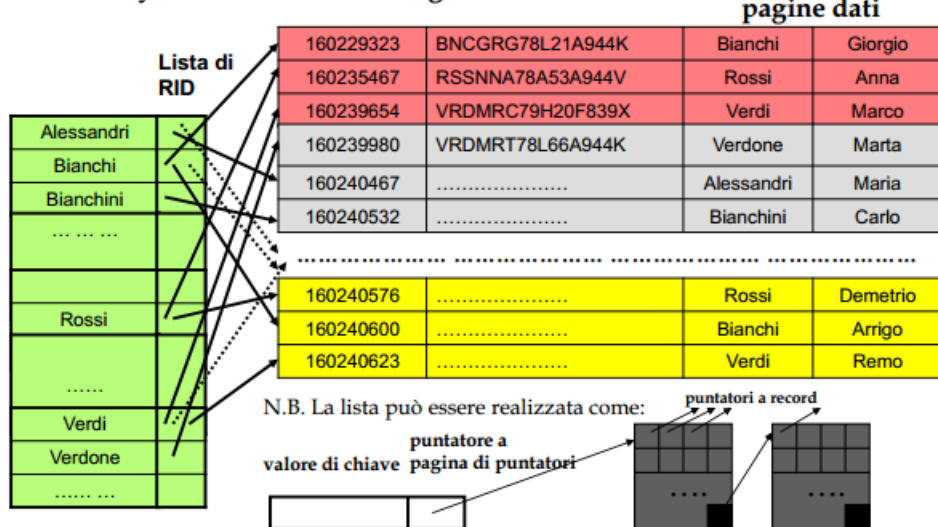 pagine dati
Lista di
RID
160229323 BNCGRG78L21A944K Bianchi Giorgio
160235467 RSSNNA78A53A944V Rossi Anna
160239654 VRDMRC79H20F839X Verdi Marco
160239980 VRDMRT78L66A944K Verdone Marta
160240467 ..................... Alessandri Maria
160240532 ..................... Bianchini Carlo
..................... ..................... ..................... .....................
160240576 ..................... Rossi Demetrio
160240600 ..................... Bianchi Arrigo
160240623 ..................... Verdi Remo
Alessandri
Bianchi
Bianchini
... ... ...
Rossi
......
Verdi
Verdone
...... ...
N.B. La lista può essere realizzata come:
puntatori a record
puntatore a
valore di chiave pagina di puntatori
.... ....